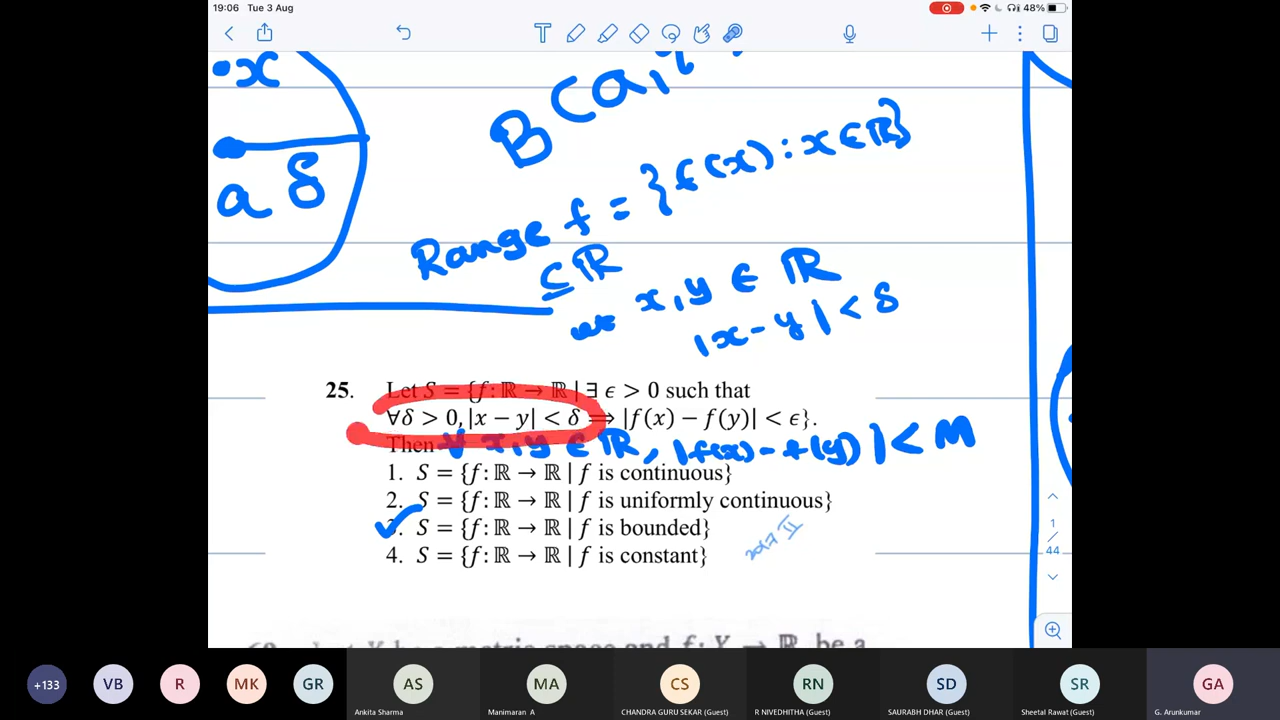 19:06 Tue 3 Aug
48%
x
B(a,
a δ
Range f = {f(x) : x ∈ ℝ}
⊆ ℝ
x, y ∈ ℝ
|x - y| < δ
25. Let S = {f: ℝ → ℝ | ∃ ϵ > 0 such that
∀δ > 0, |x − y| < δ ⟹ |f(x) − f(y)| < ϵ}.
Then ∀ x, y ∈ ℝ, |f(x) - f(y)| < M
1. S = {f: ℝ → ℝ | f is continuous}
2. S = {f: ℝ → ℝ | f is uniformly continuous}
3. S = {f: ℝ → ℝ | f is bounded}
4. S = {f: ℝ → ℝ | f is constant}
2017 II
1
/
44
+133
VB
R
MK
GR
AS
Ankita Sharma
MA
Manimaran A
CS
CHANDRA GURU SEKAR (Guest)
RN
R NIVEDHITHA (Guest)
SD
SAURABH DHAR (Guest)
SR
Sheetal Rawat (Guest)
GA
G. Arunkumar